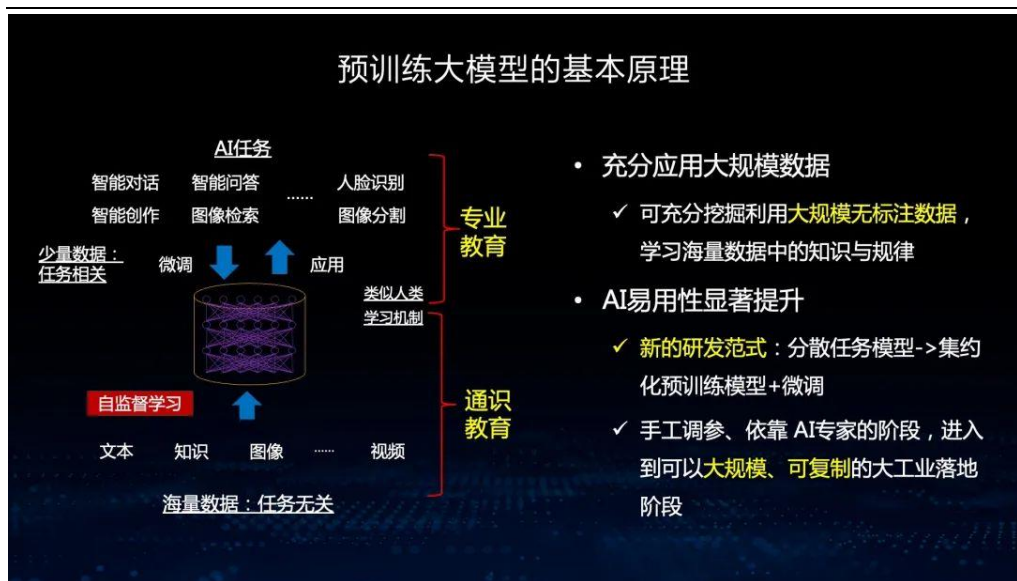 预训练大模型的基本原理
AI任务
智能对话 智能问答 ...... 人脸识别
智能创作 图像检索 图像分割
少量数据：
任务相关
微调 应用
类似人类
学习机制
专业
教育
自监督学习
通识
教育
文本 知识 图像 ...... 视频
海量数据：任务无关
• 充分应用大规模数据
✓ 可充分挖掘利用大规模无标注数据，
学习海量数据中的知识与规律
• AI易用性显著提升
✓ 新的研发范式：分散任务模型->集约
化预训练模型+微调
✓ 手工调参、依靠 AI专家的阶段，进入
到可以大规模、可复制的大工业落地
阶段